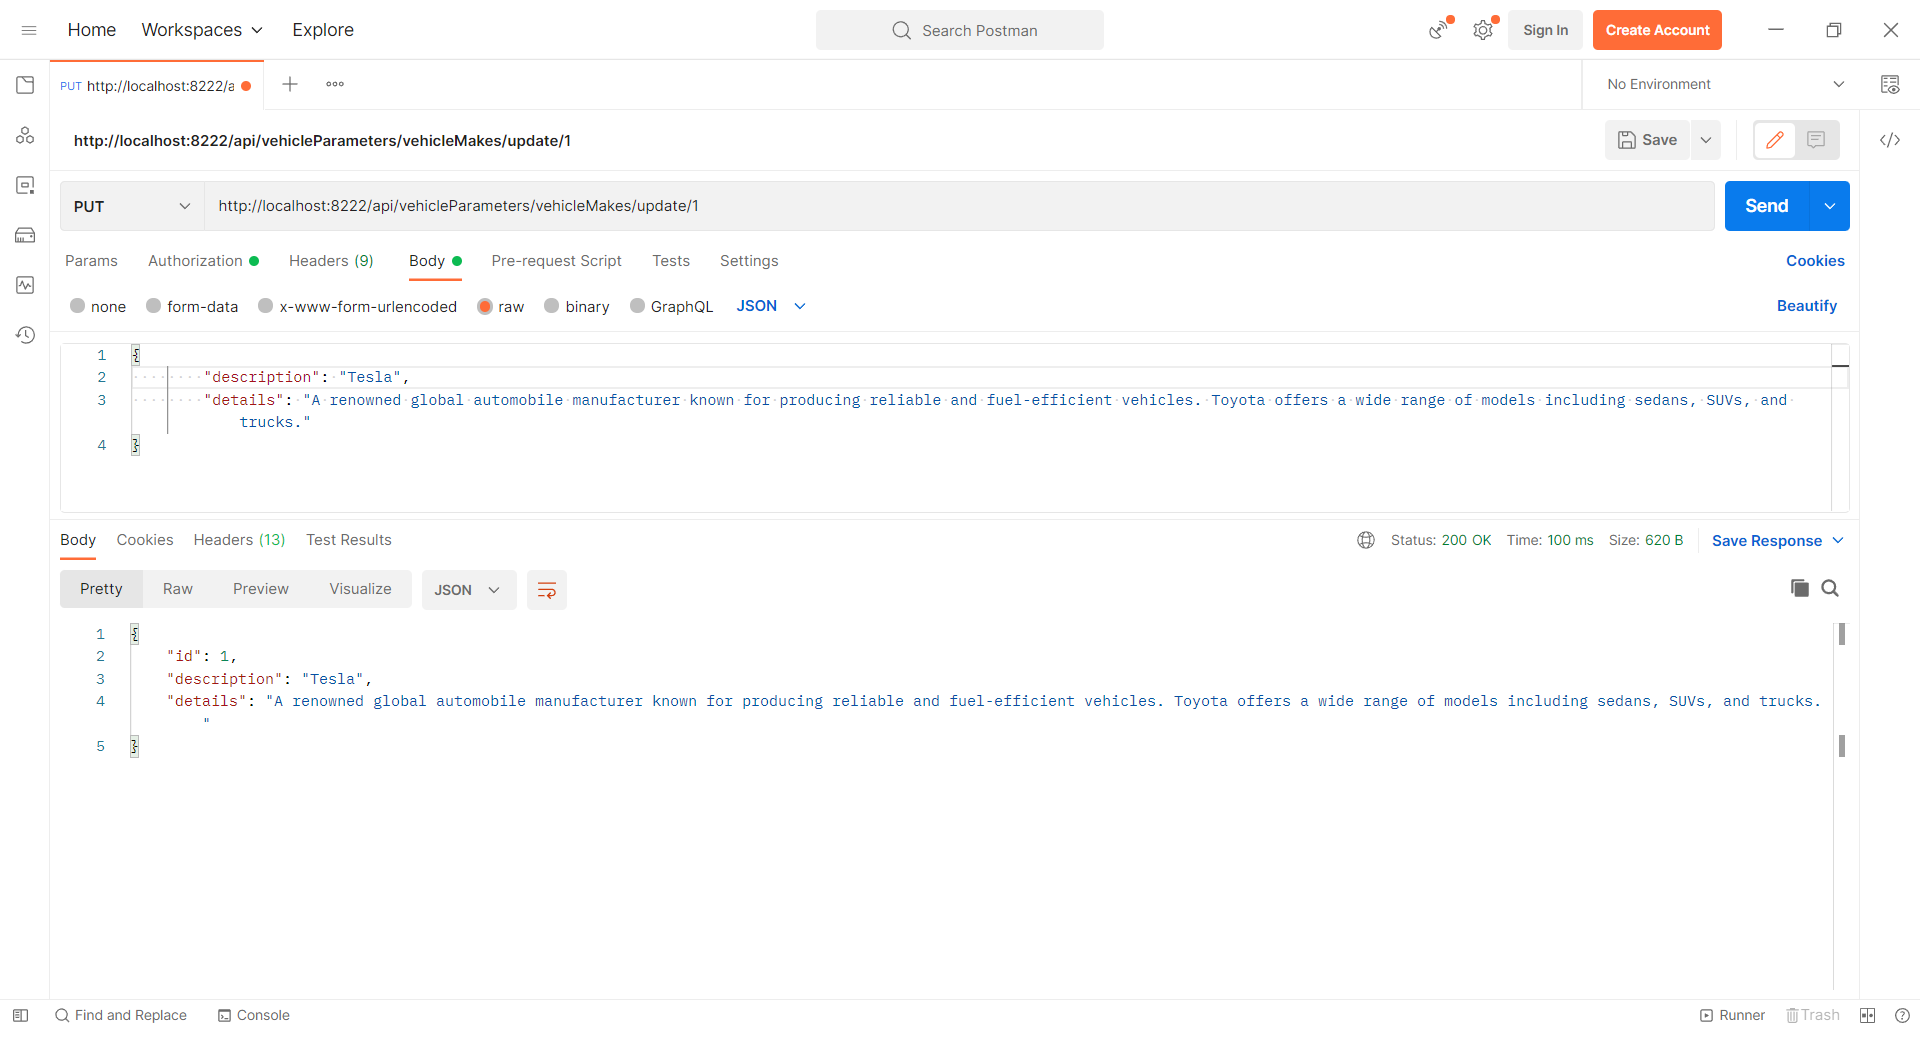 Home Workspaces Explore Search Postman Sign In Create Account
PUT http://localhost:8222/a No Environment
http://localhost:8222/api/vehicleParameters/vehicleMakes/update/1 Save
PUT http://localhost:8222/api/vehicleParameters/vehicleMakes/update/1 Send
Params Authorization Headers (9) Body Pre-request Script Tests Settings Cookies
none form-data x-www-form-urlencoded raw binary GraphQL JSON Beautify
1 {
2 "description": "Tesla",
3 "details": "A renowned global automobile manufacturer known for producing reliable and fuel-efficient vehicles. Toyota offers a wide range of models including sedans, SUVs, and
trucks."
4 }
Body Cookies Headers (13) Test Results Status: 200 OK Time: 100 ms Size: 620 B Save Response
Pretty Raw Preview Visualize JSON
1 {
2 "id": 1,
3 "description": "Tesla",
4 "details": "A renowned global automobile manufacturer known for producing reliable and fuel-efficient vehicles. Toyota offers a wide range of models including sedans, SUVs, and trucks.
"
5 }
Find and Replace Console Runner Trash